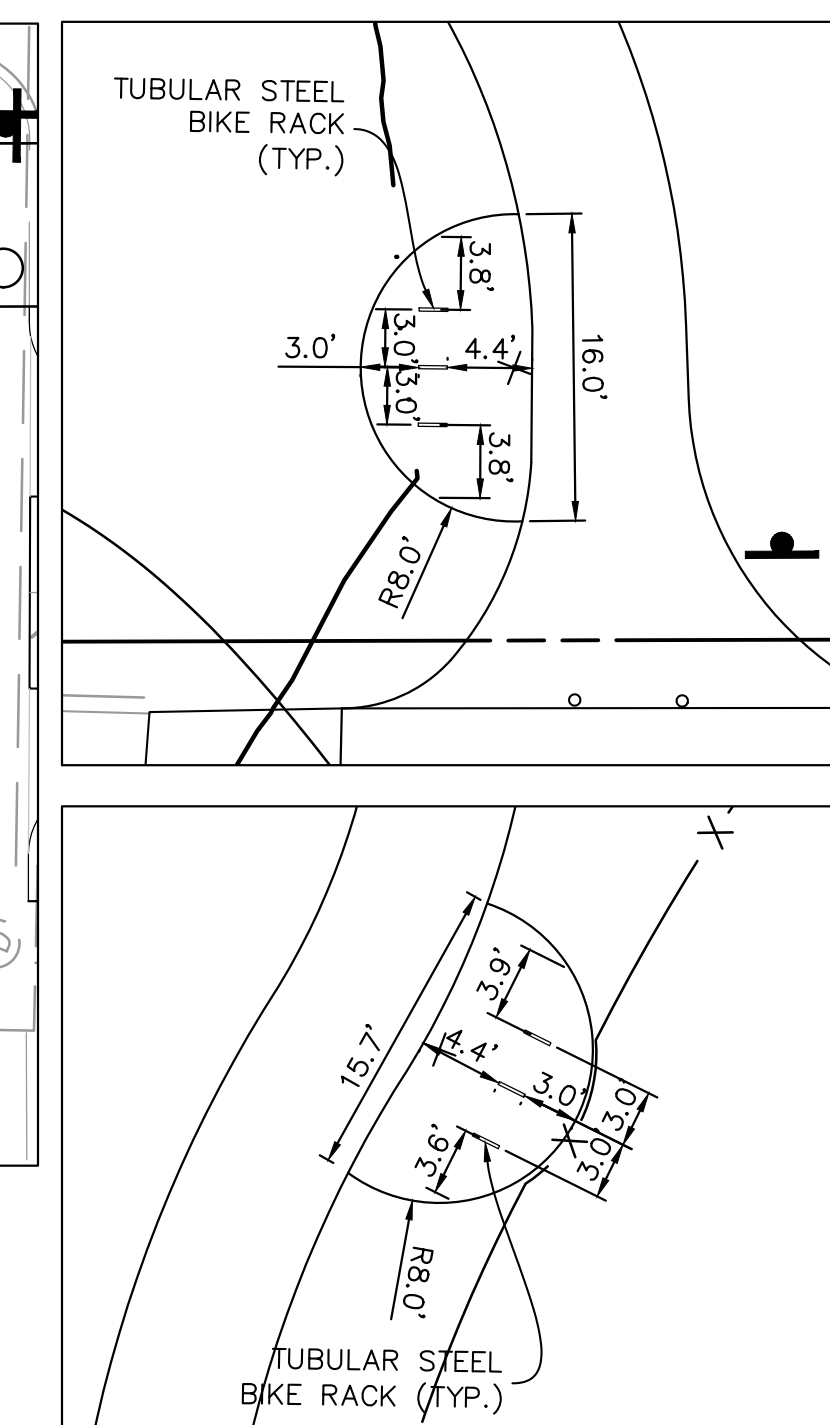 TUBULAR STEEL
BIKE RACK
(TYP.)
3.8'
3.0'
3.0'
4.4'
16.0'
3.0'
3.8'
R8.0'
X
3.9'
15.7'
4.4'
3.0'
3.0'
X
3.0'
3.6'
R8.0'
TUBULAR STEEL
BIKE RACK (TYP.)